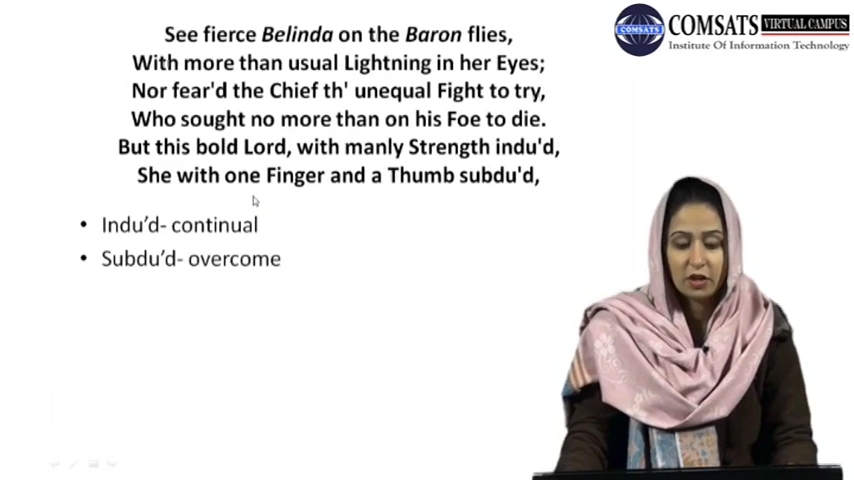 See fierce Belinda on the Baron flies,
With more than usual Lightning in her Eyes;
Nor fear'd the Chief th' unequal Fight to try,
Who sought no more than on his Foe to die.
But this bold Lord, with manly Strength indu'd,
She with one Finger and a Thumb subdu'd,
• Indu’d- continual
• Subdu’d- overcome
COMSATS
COMSATS VIRTUAL CAMPUS
Institute Of Information Technology